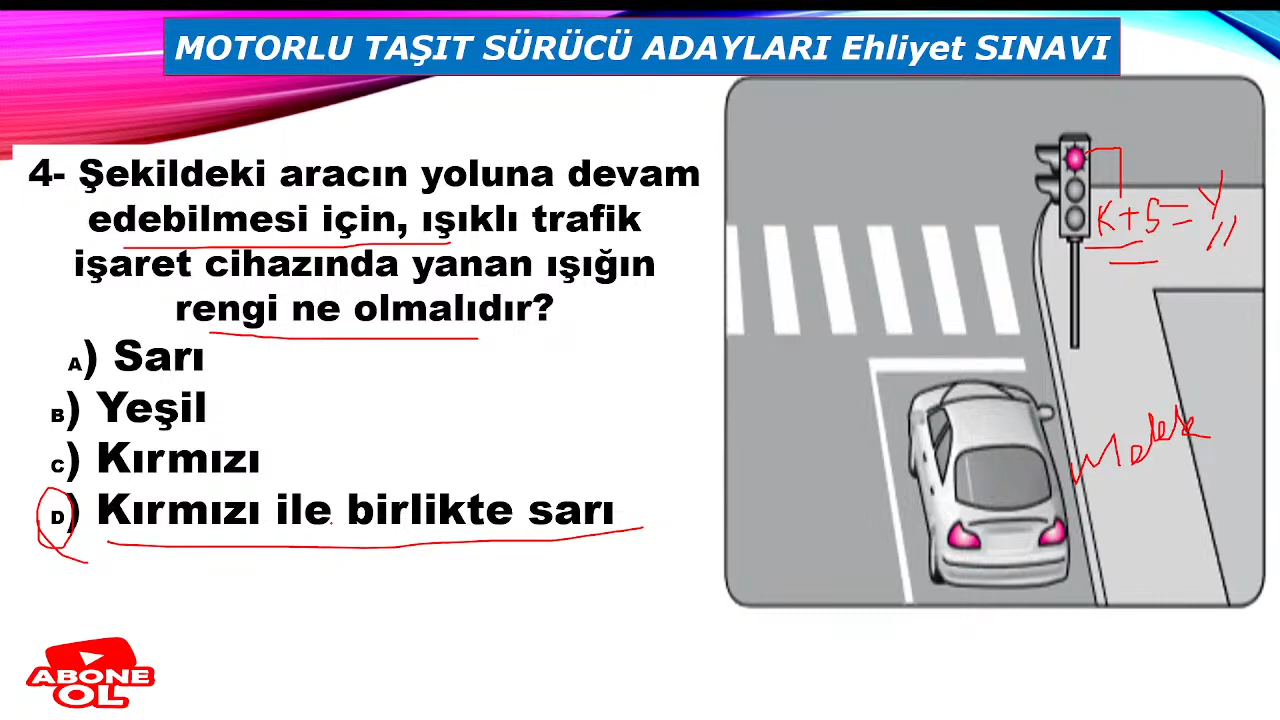 MOTORLU TAŞIT SÜRÜCÜ ADAYLARI Ehliyet SINAVI
4- Şekildeki aracın yoluna devam
edebilmesi için, ışıklı trafik
işaret cihazında yanan ışığın
rengi ne olmalıdır?
A) Sarı
B) Yeşil
C) Kırmızı
D) Kırmızı ile birlikte sarı
K+S=Y
ABONE
OL